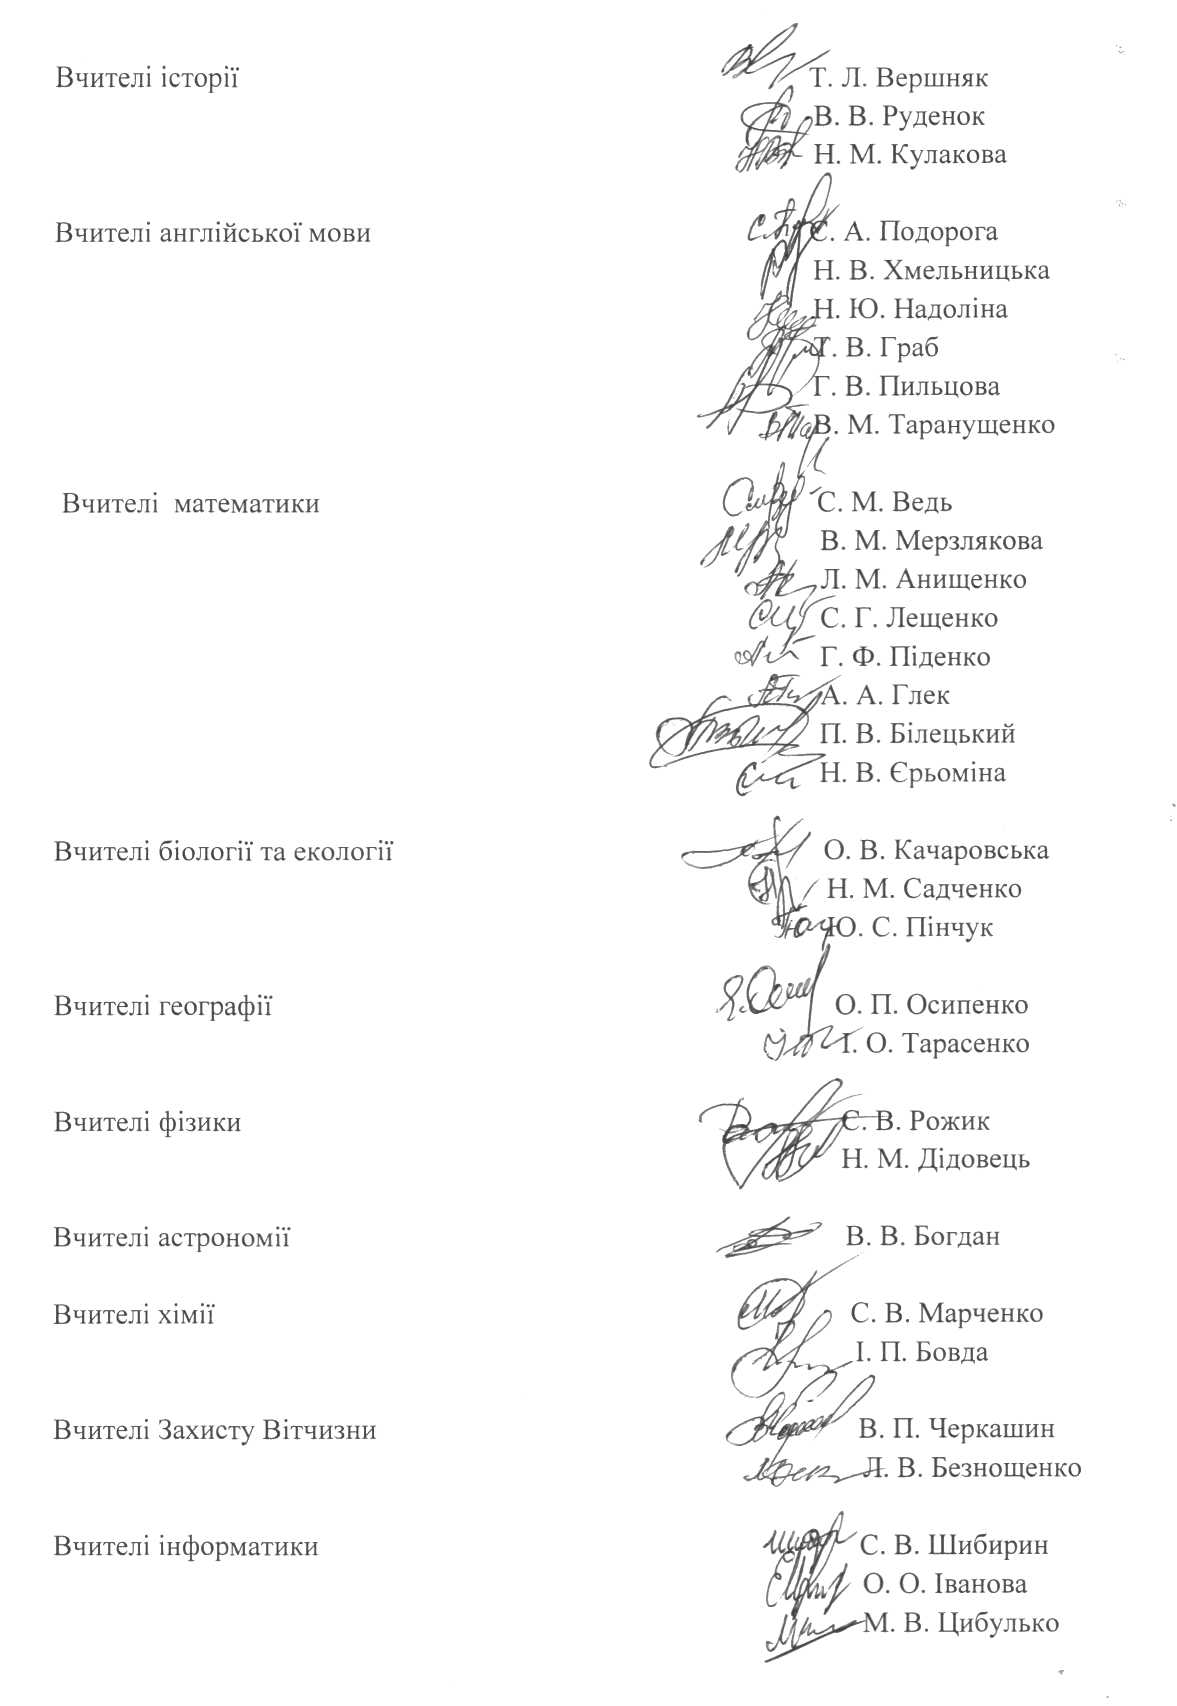 Вчителі історії Т. Л. Вершняк
В. В. Руденок
Н. М. Кулакова
Вчителі англійської мови С. А. Подорога
Н. В. Хмельницька
Н. Ю. Надоліна
Т. В. Граб
Г. В. Пильцова
В. М. Таранущенко
Вчителі математики С. М. Ведь
В. М. Мерзлякова
Л. М. Анищенко
С. Г. Лещенко
Г. Ф. Піденко
А. А. Глек
П. В. Білецький
Н. В. Єрьоміна
Вчителі біології та екології О. В. Качаровська
Н. М. Садченко
Ю. С. Пінчук
Вчителі географії О. П. Осипенко
І. О. Тарасенко
Вчителі фізики Є. В. Рожик
Н. М. Дідовець
Вчителі астрономії В. В. Богдан
Вчителі хімії С. В. Марченко
І. П. Бовда
Вчителі Захисту Вітчизни В. П. Черкашин
Л. В. Безнощенко
Вчителі інформатики С. В. Шибирин
О. О. Іванова
М. В. Цибулько